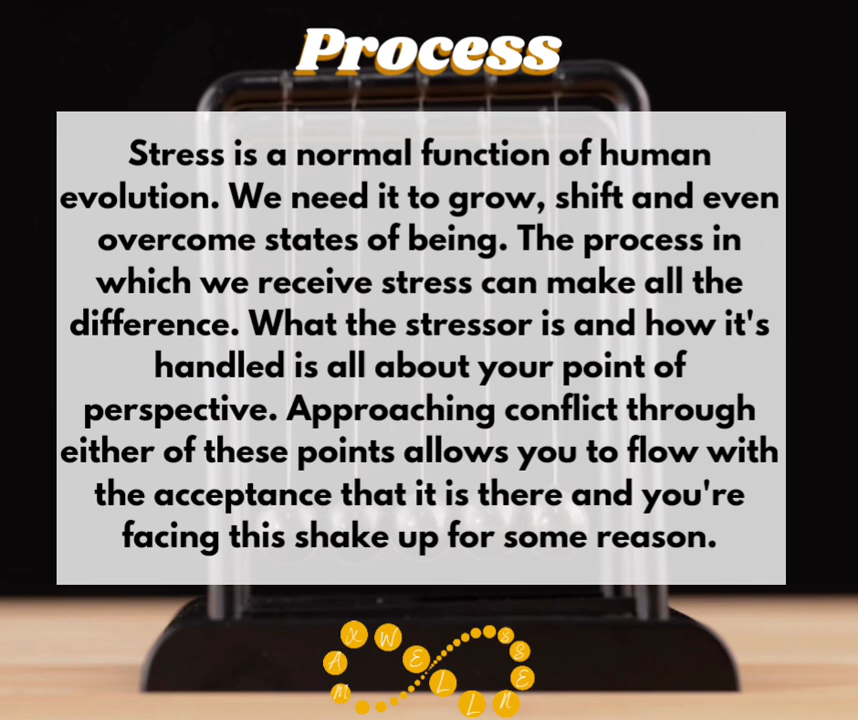 Process
Stress is a normal function of human
evolution. We need it to grow, shift and even
overcome states of being. The process in
which we receive stress can make all the
difference. What the stressor is and how it's
handled is all about your point of
perspective. Approaching conflict through
either of these points allows you to flow with
the acceptance that it is there and you're
facing this shake up for some reason.
MAXWELLNESS8